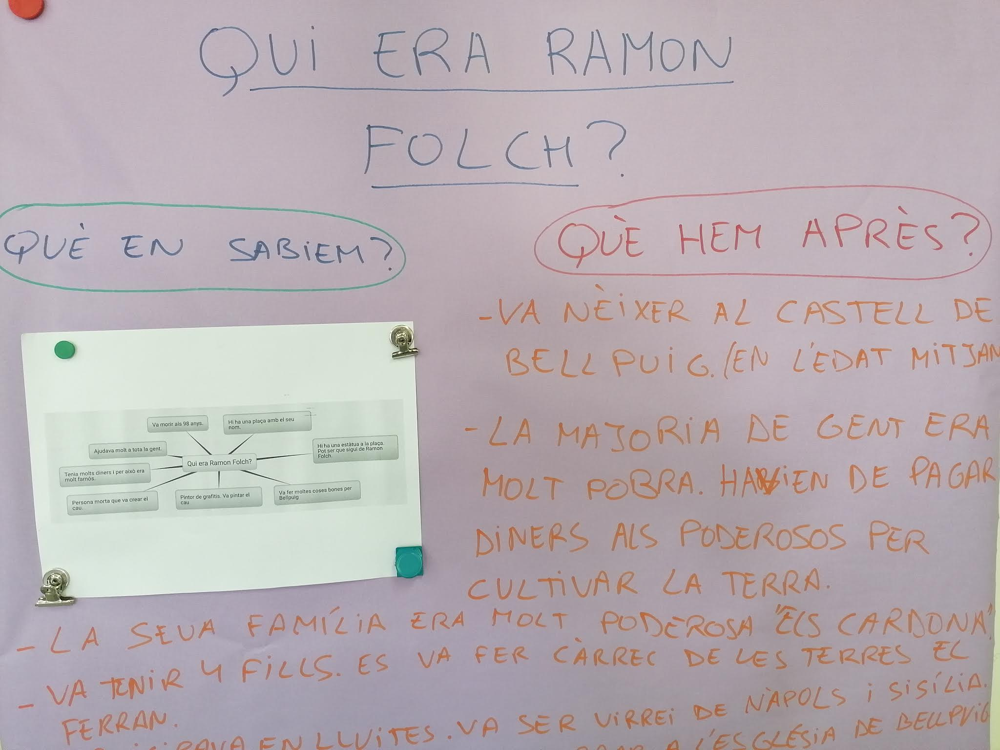 QUI ERA RAMON
FOLCH?
QUÈ EN SABIEM?
Va morir als 98 anys.
Hi ha una plaça amb el seu
nom.
Ajudava molt a tota la gent.
Hi ha una estàtua a la plaça.
Pot ser que sigui de Ramon
Folch.
Qui era Ramon Folch?
Tenia molts diners i per això era
molt famós.
Persona morta que va crear el
cau.
Pintor de grafitis. Va pintar el
cau
Va fer moltes coses bones per
Bellpuig
QUÈ HEM APRÈS?
-VA NÈIXER AL CASTELL DE
BELLPUIG./EN L'EDAT MITJAN
-LA MAJORIA DE GENT ERA
MOLT POBRA. HAVIEN DE PAGAR
DINERS ALS PODEROSOS PER
CULTIVAR LA TERRA.
-LA SEUA FAMÍLIA ERA MOLT PODEROSA "ELS CARDONA".
- VA TENIR 4 FILLS. ES VA FER CÀRREC DE LES TERRES EL
FERRAN.
EN LLUITES. VA SER VIRREI DE NÀPOLS i SISÍLIA.
A L'ESGLÉSIA DE BELLPUIG